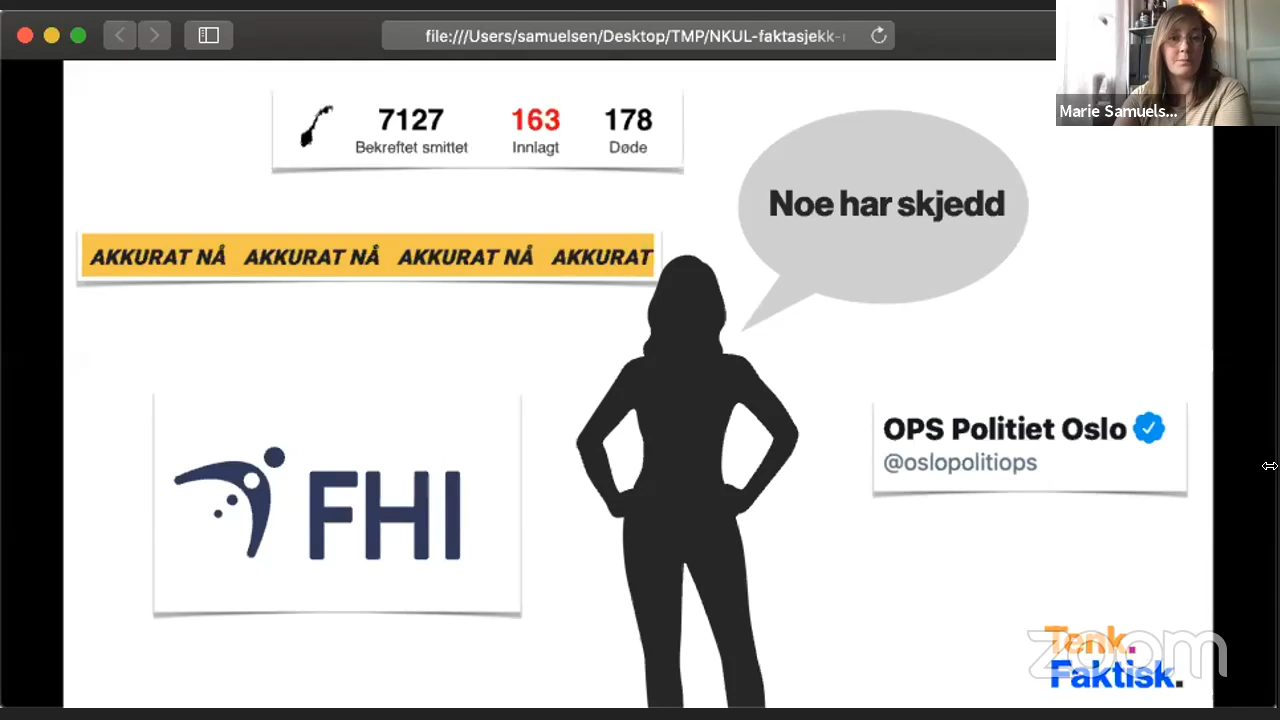 file:///Users/samuelsen/Desktop/TMP/NKUL-faktasjekk-
Marie Samuels...
7127 163 178
Bekreftet smittet Innlagt Døde
Noe har skjedd
AKKURAT NÅ AKKURAT NÅ AKKURAT NÅ AKKURAT
OPS Politiet Oslo
@oslopolitiops
FHI
Tenk.
Faktisk.
zoom